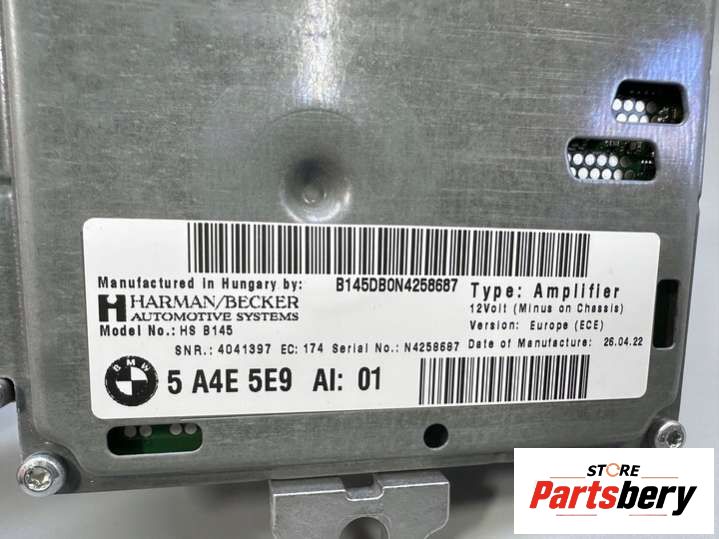 B145DB0N4258687
Manufactured in Hungary by:
HARMAN/BECKER
AUTOMOTIVE SYSTEMS
Model No.: HS B145
Type: Amplifier
12Volt (Minus on Chassis)
Version: Europe (ECE)
SNR.: 4041397 EC: 174 Serial No.: N4258687 Date of Manufacture: 26.04.22
BMW
5 A4E 5E9 AI: 01
STORE
Partsbery